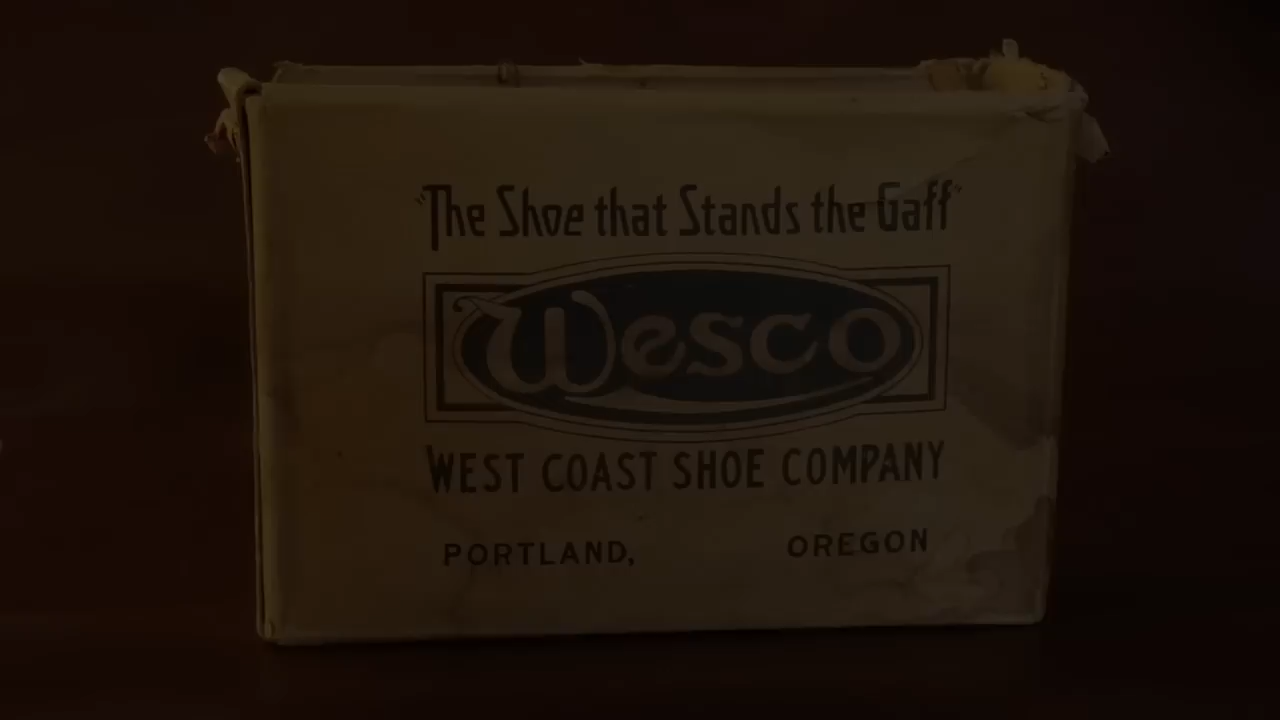 "The Shoe that Stands the Gaff"
Wesco
WEST COAST SHOE COMPANY
PORTLAND, OREGON